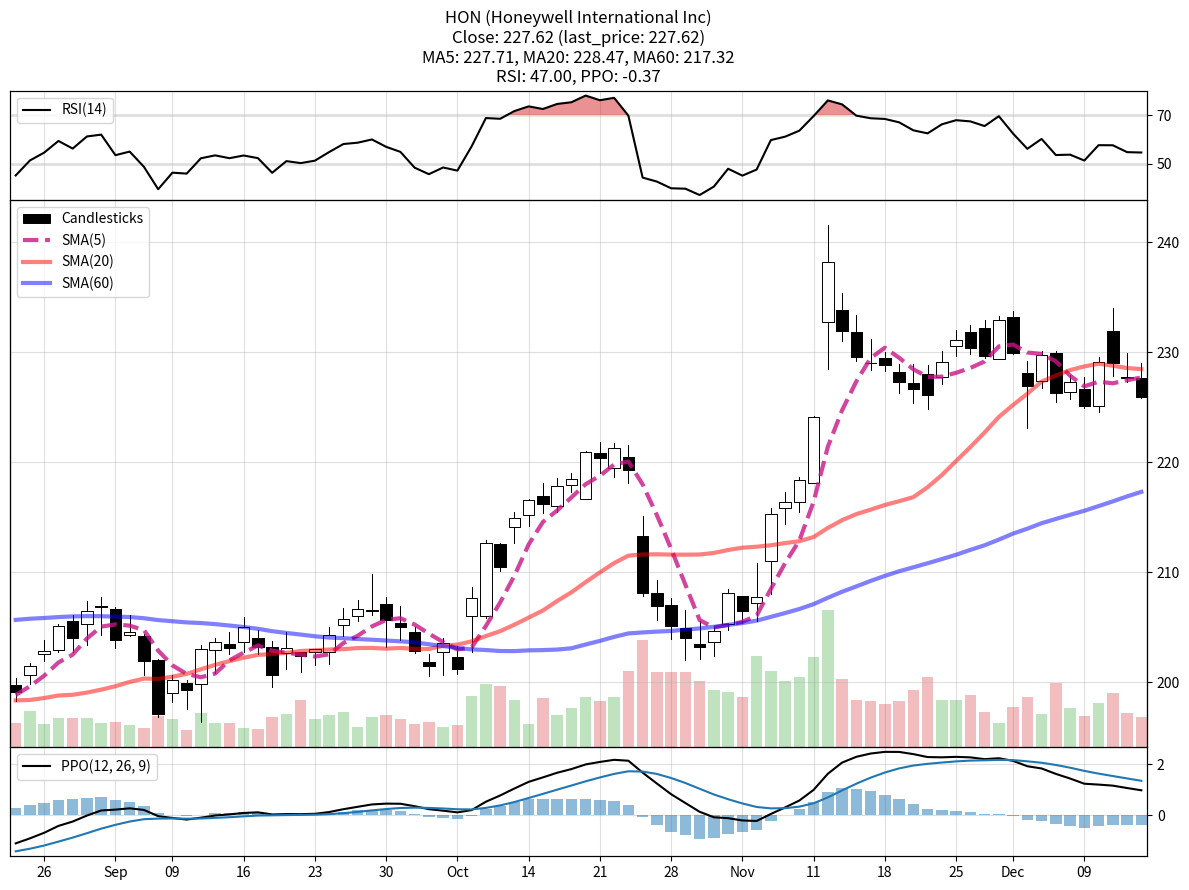 HON (Honeywell International Inc)
Close: 227.62 (last_price: 227.62)
MA5: 227.71, MA20: 228.47, MA60: 217.32
RSI: 47.00, PPO: -0.37
RSI(14)
70
50
Candlesticks
SMA(5)
SMA(20)
SMA(60)
240
230
220
210
200
PPO(12, 26, 9)
2
0
26 Sep 09 16 23 30 Oct 14 21 28 Nov 11 18 25 Dec 09